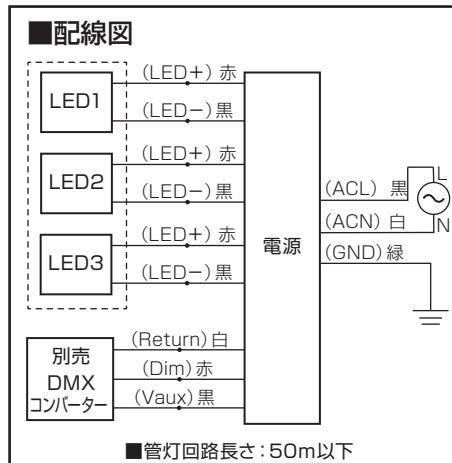 ■配線図
LED1
(LED+) 赤
(LED−) 黒
LED2
(LED+) 赤
(LED−) 黒
LED3
(LED+) 赤
(LED−) 黒
電源
(ACL) 黒
(ACN) 白
(GND) 緑
L
N
別売
DMX
コンバーター
(Return) 白
(Dim) 赤
(Vaux) 黒
■管灯回路長さ：50m以下